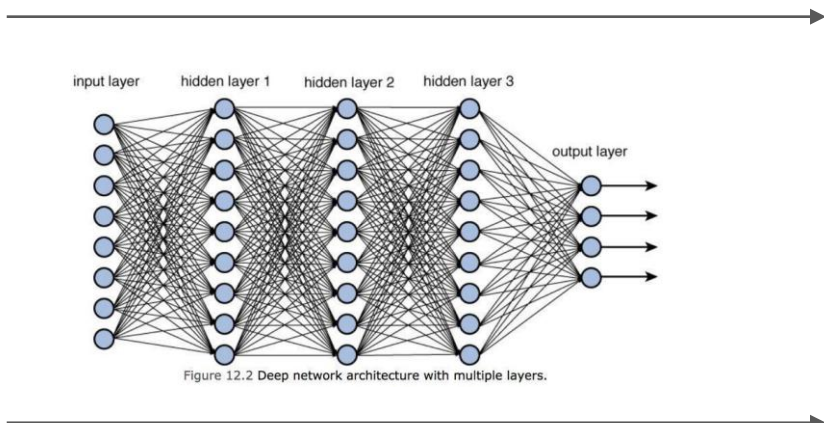 input layer hidden layer 1 hidden layer 2 hidden layer 3
output layer
Figure 12.2 Deep network architecture with multiple layers.